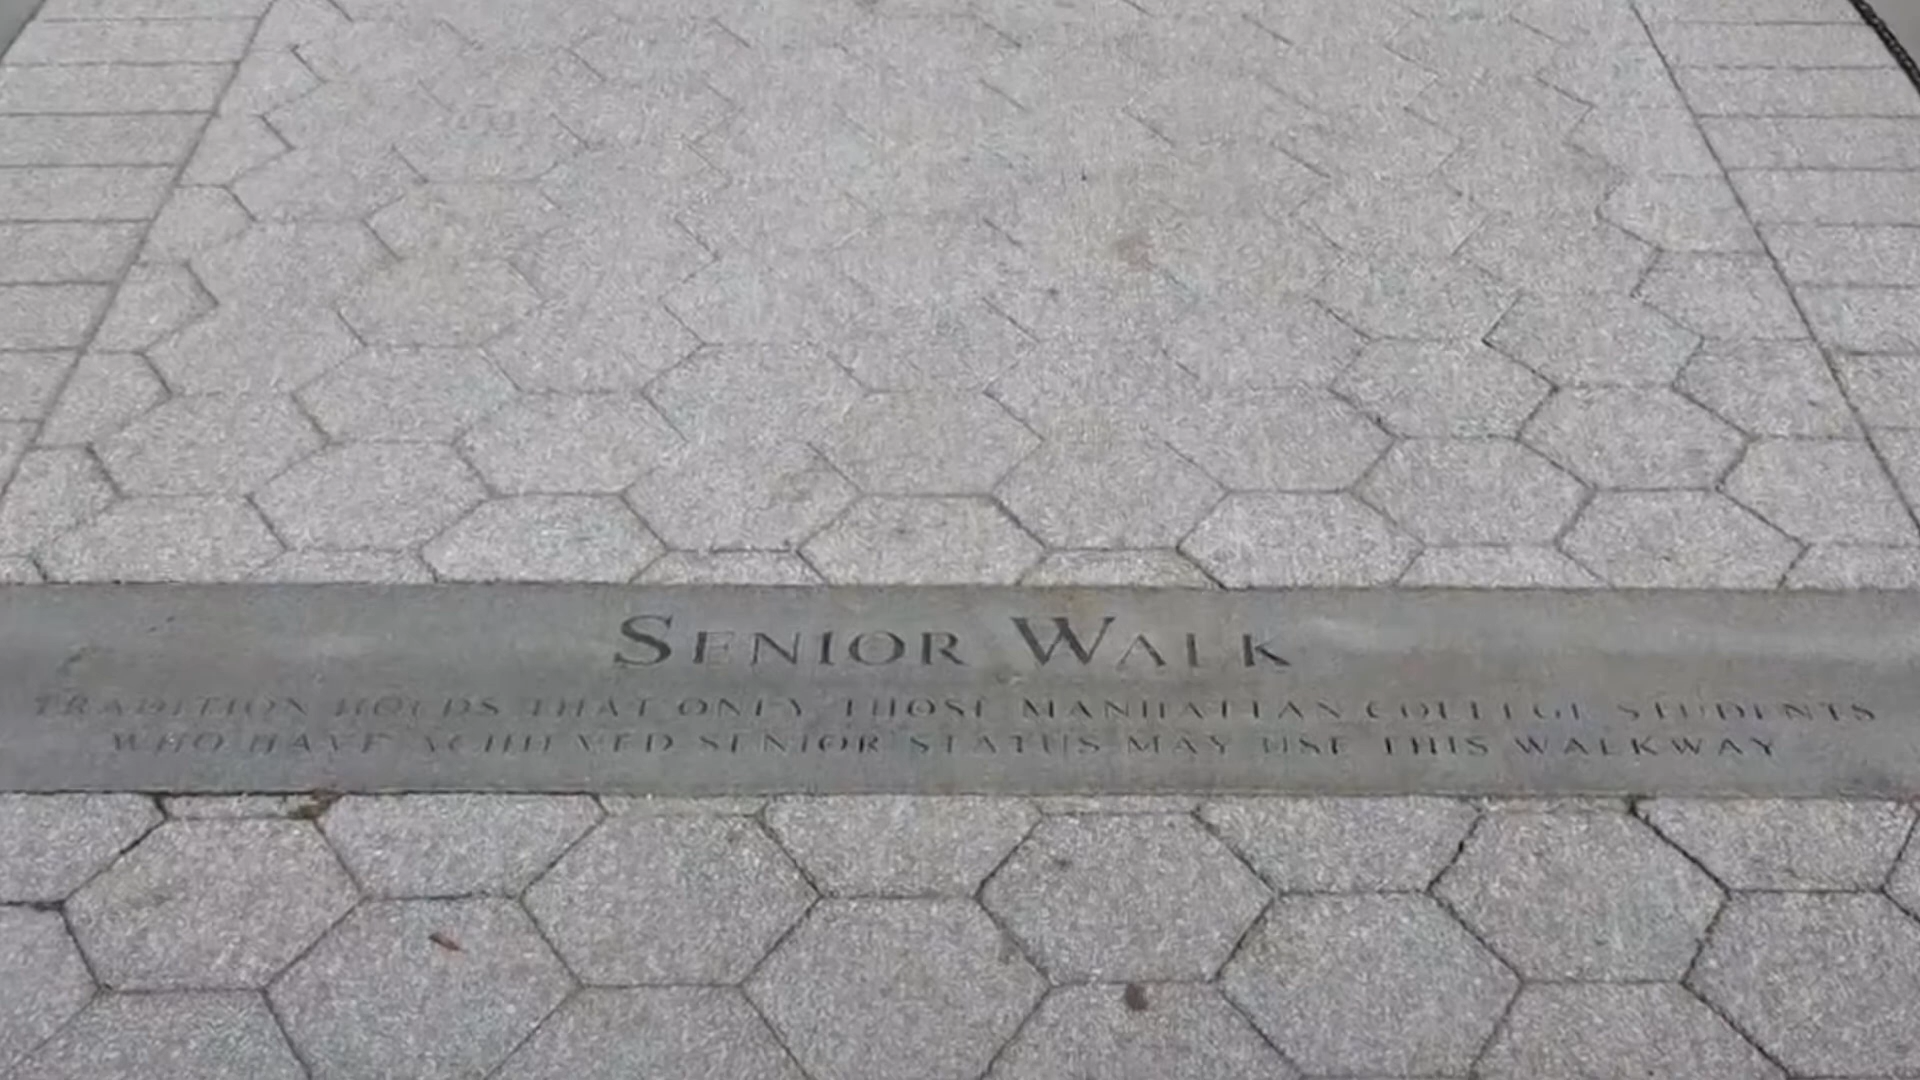 SENIOR WALK
TRADITION HOLDS THAT ONLY THOSE MANHATTAN COLLEGE STUDENTS
WHO HAVE ACHIEVED SENIOR STATUS MAY USE THIS WALKWAY